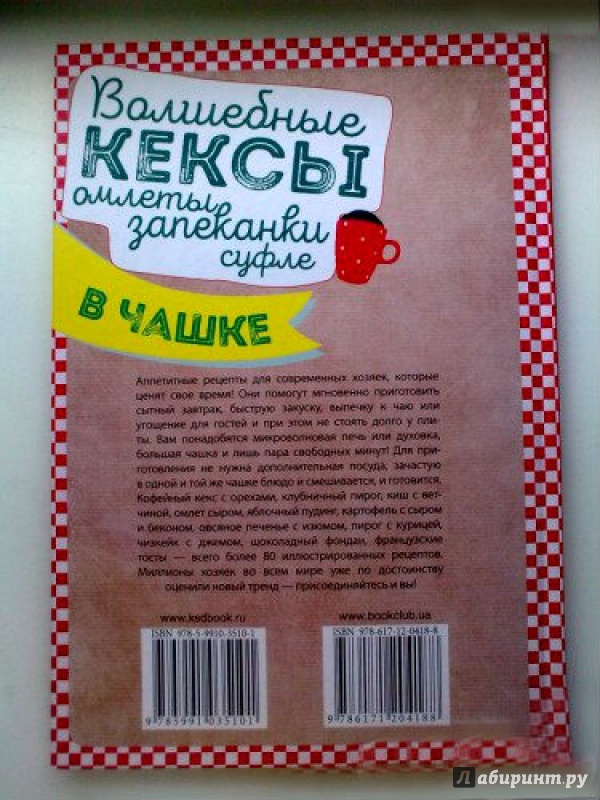 Волшебные
КЕКСЫ
омлеты
запеканки
суфле
В ЧАШКЕ
Аппетитные рецепты для современных хозяек, которые
ценят свое время! Они помогут мгновенно приготовить
сытный завтрак, быструю закуску, выпечку к чаю или
угощение для гостей и при этом не стоять долго у пли-
ты. Вам понадобятся микроволновая печь или духовка,
большая чашка и лишь пара свободных минут! Для при-
готовления не нужна дополнительная посуда, зачастую
в одной и той же чашке блюдо и смешивается, и готовится.
Кофейный кекс с орехами, клубничный пирог, киш с вет-
чиной, омлет сыром, яблочный пудинг, картофель с сыром
и беконом, овсяное печенье с изюмом, пирог с курицей,
чизкейк с джемом, шоколадный фондан, французские
тосты — всего более 80 иллюстрированных рецептов.
Миллионы хозяек во всем мире уже по достоинству
оценили новый тренд — присоединяйтесь и вы!
www.ksdbook.ru
www.bookclub.ua
ISBN 978-5-9910-3510-1
ISBN 978-617-12-0418-8
9 785991 035101
9 786171 204188
Лабиринт.ру